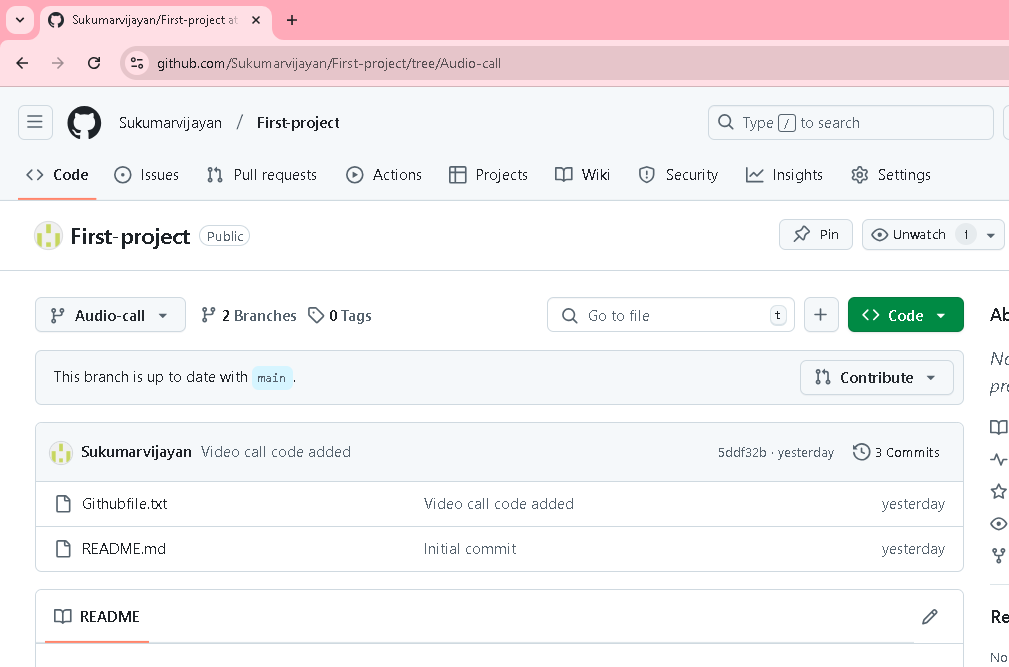 Sukumarvijayan/First-project at
github.com/Sukumarvijayan/First-project/tree/Audio-call
Sukumarvijayan / First-project
Type / to search
Code Issues Pull requests Actions Projects Wiki Security Insights Settings
First-project Public
Pin Unwatch 1
Audio-call 2 Branches 0 Tags
Go to file t + Code
This branch is up to date with main.
Contribute
Sukumarvijayan Video call code added 5ddf32b · yesterday 3 Commits
Githubfile.txt Video call code added yesterday
README.md Initial commit yesterday
README